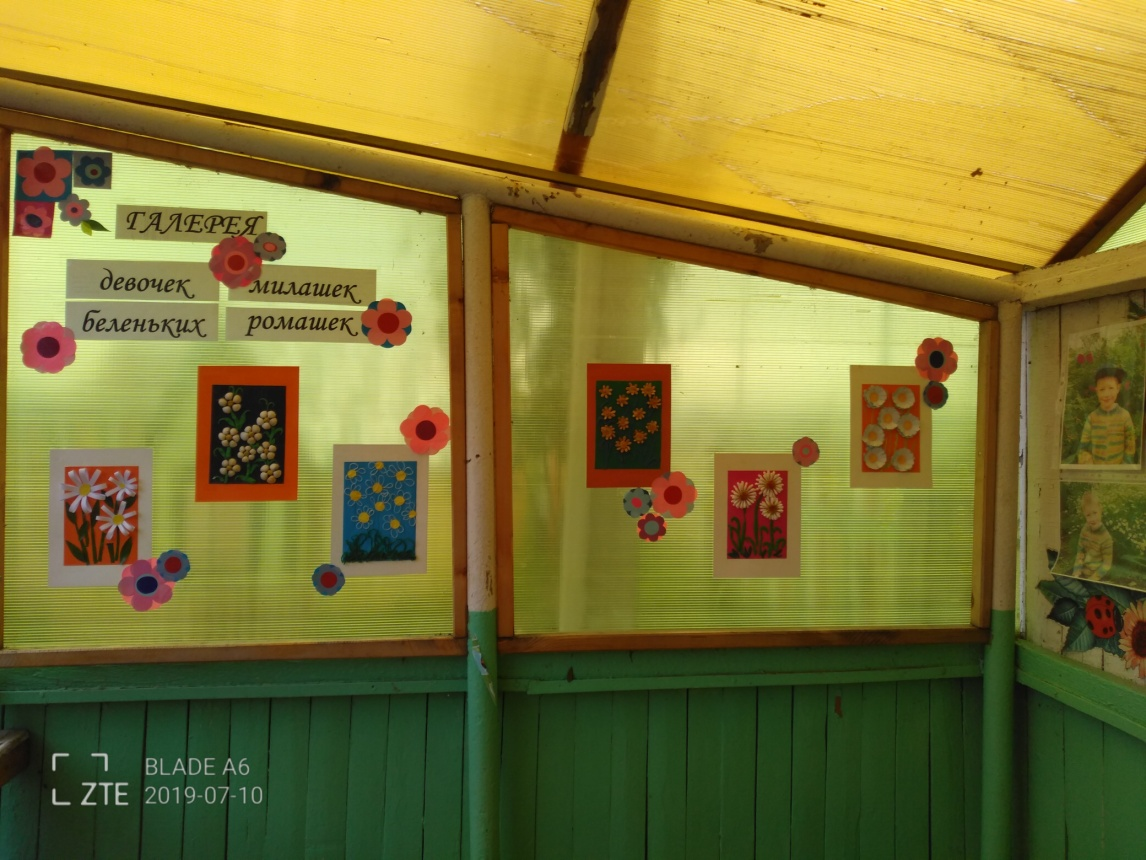 ГАЛЕРЕЯ
девочек милашек
беленьких ромашек
ZTE
BLADE A6
2019-07-10